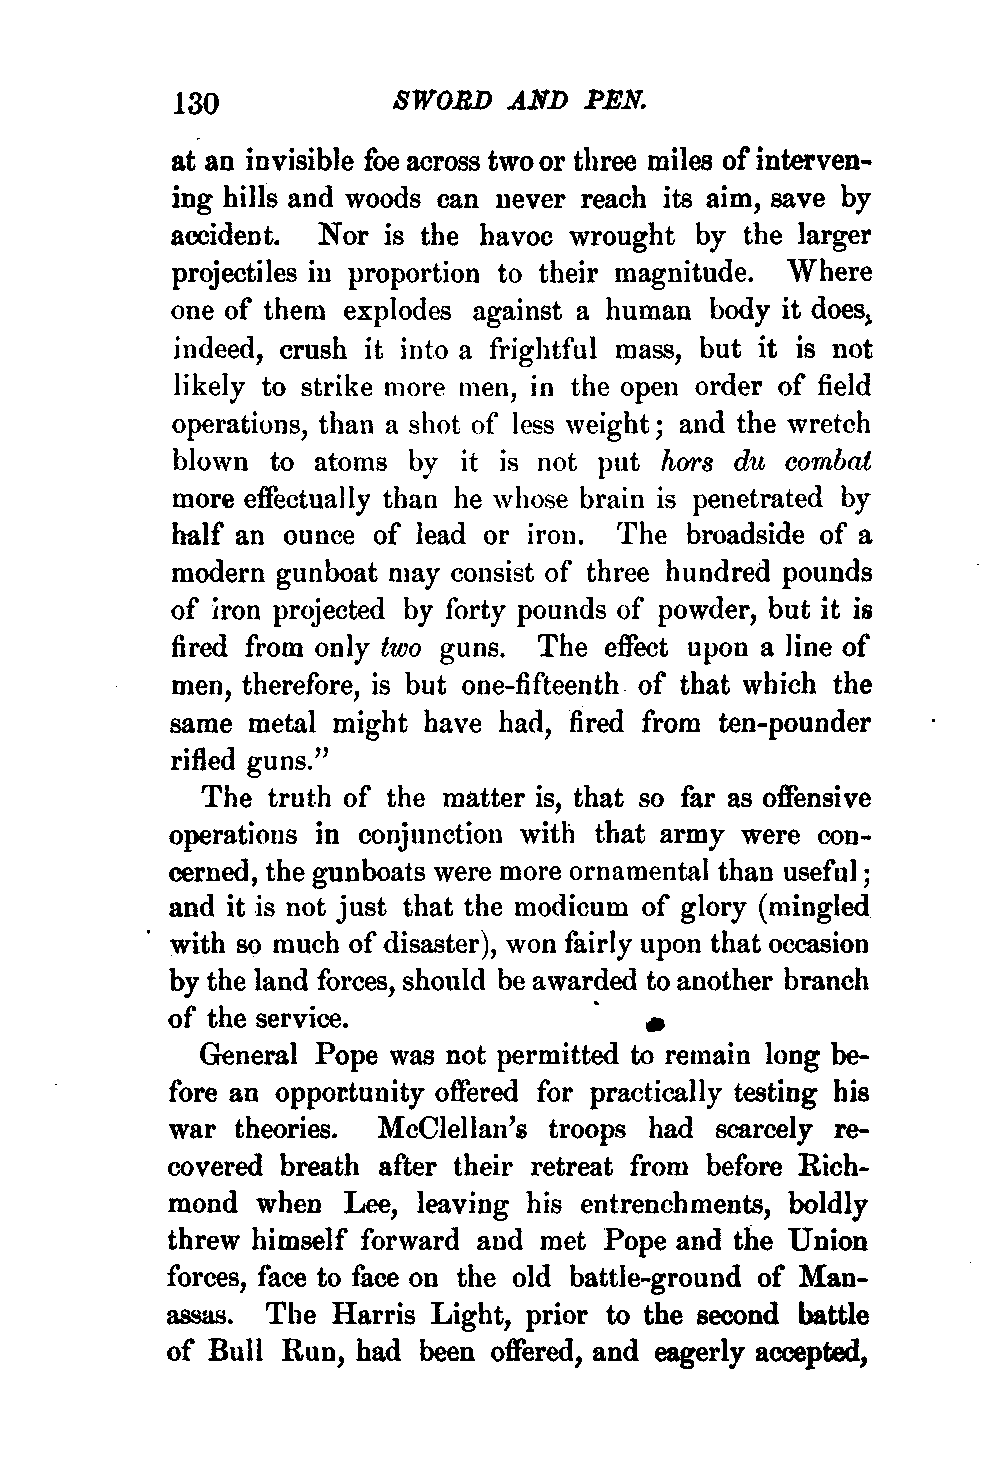 130 SWORD AND PEN.
at an invisible foe across two or three miles of interven-
ing hills and woods can never reach its aim, save by
accident. Nor is the havoc wrought by the larger
projectiles in proportion to their magnitude. Where
one of them explodes against a human body it does,
indeed, crush it into a frightful mass, but it is not
likely to strike more men, in the open order of field
operations, than a shot of less weight; and the wretch
blown to atoms by it is not put hors du combat
more effectually than he whose brain is penetrated by
half an ounce of lead or iron. The broadside of a
modern gunboat may consist of three hundred pounds
of iron projected by forty pounds of powder, but it is
fired from only two guns. The effect upon a line of
men, therefore, is but one-fifteenth of that which the
same metal might have had, fired from ten-pounder
rifled guns.”
The truth of the matter is, that so far as offensive
operations in conjunction with that army were con-
cerned, the gunboats were more ornamental than useful;
and it is not just that the modicum of glory (mingled
with so much of disaster), won fairly upon that occasion
by the land forces, should be awarded to another branch
of the service.
General Pope was not permitted to remain long be-
fore an opportunity offered for practically testing his
war theories. McClellan’s troops had scarcely re-
covered breath after their retreat from before Rich-
mond when Lee, leaving his entrenchments, boldly
threw himself forward and met Pope and the Union
forces, face to face on the old battle-ground of Man-
assas. The Harris Light, prior to the second battle
of Bull Run, had been offered, and eagerly accepted,